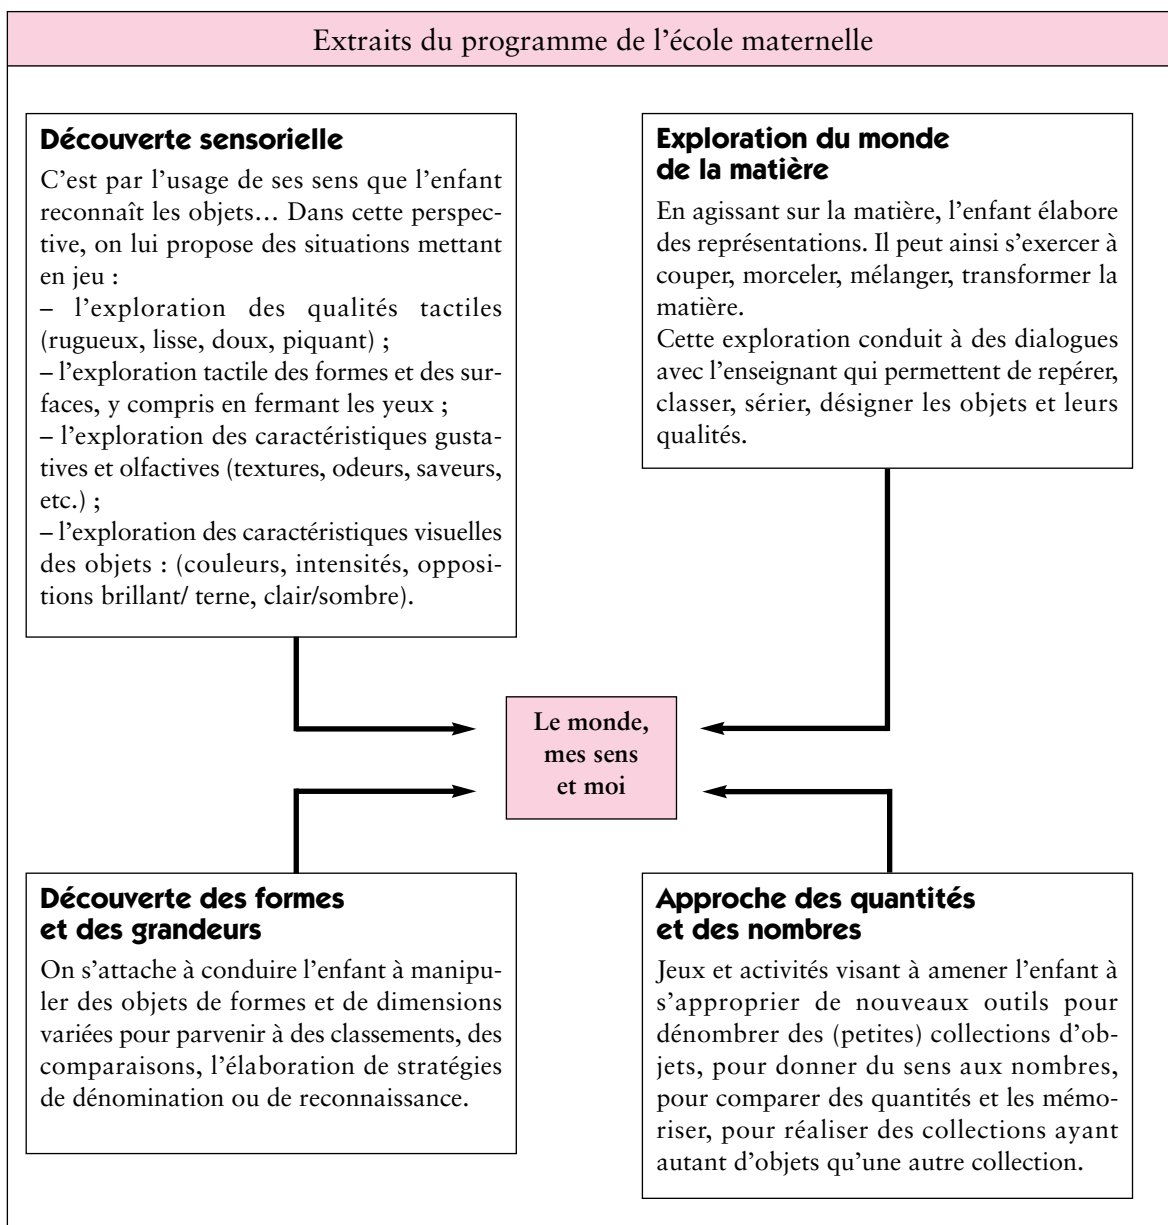 Extraits du programme de l’école maternelle
Découverte sensorielle
C’est par l’usage de ses sens que l’enfant
reconnaît les objets… Dans cette perspec-
tive, on lui propose des situations mettant
en jeu :
– l’exploration des qualités tactiles
(rugueux, lisse, doux, piquant) ;
– l’exploration tactile des formes et des sur-
faces, y compris en fermant les yeux ;
– l’exploration des caractéristiques gusta-
tives et olfactives (textures, odeurs, saveurs,
etc.) ;
– l’exploration des caractéristiques visuelles
des objets : (couleurs, intensités, opposi-
tions brillant/ terne, clair/sombre).
Exploration du monde
de la matière
En agissant sur la matière, l’enfant élabore
des représentations. Il peut ainsi s’exercer à
couper, morceler, mélanger, transformer la
matière.
Cette exploration conduit à des dialogues
avec l’enseignant qui permettent de repérer,
classer, sérier, désigner les objets et leurs
qualités.
Le monde,
mes sens
et moi
Découverte des formes
et des grandeurs
On s’attache à conduire l’enfant à manipu-
ler des objets de formes et de dimensions
variées pour parvenir à des classements, des
comparaisons, l’élaboration de stratégies
de dénomination ou de reconnaissance.
Approche des quantités
et des nombres
Jeux et activités visant à amener l’enfant à
s’approprier de nouveaux outils pour
dénombrer des (petites) collections d’ob-
jets, pour donner du sens aux nombres,
pour comparer des quantités et les mémo-
riser, pour réaliser des collections ayant
autant d’objets qu’une autre collection.